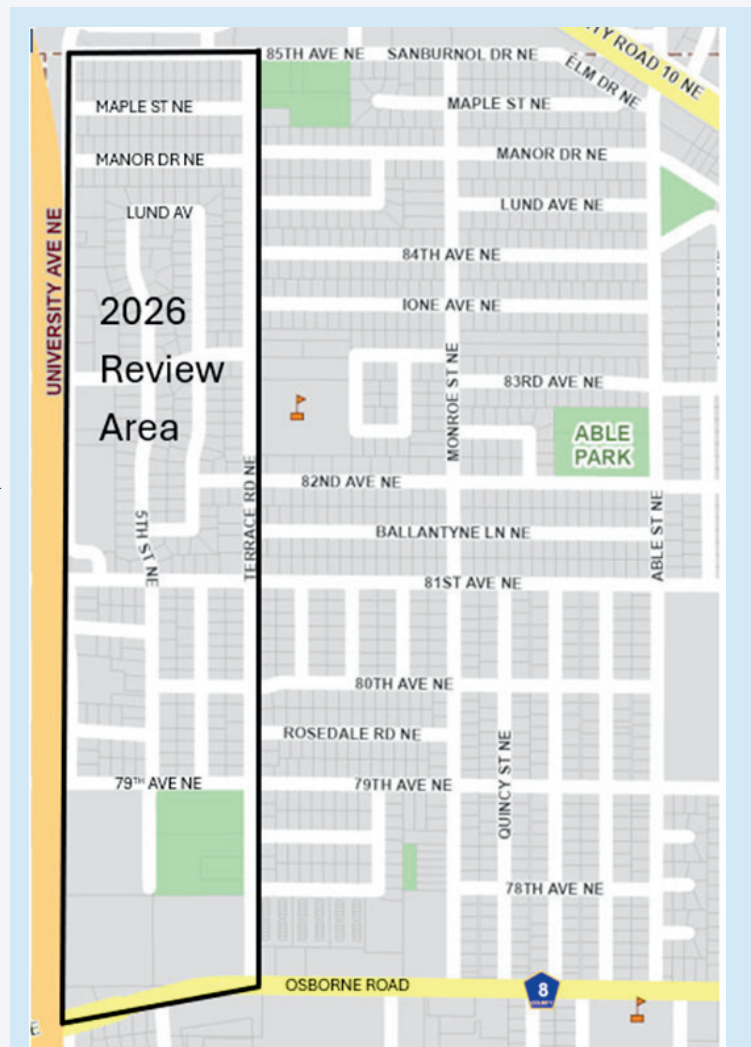 85TH AVE NE
SANBURNOL DR NE
TY ROAD 10 NE
ELM DR NE
MAPLE ST NE
MAPLE ST NE
MANOR DR NE
MANOR DR NE
LUND AV
LUND AVE NE
UNIVERSITY AVE NE
84TH AVE NE
2026
Review
Area
IONE AVE NE
MONROE ST NE
83RD AVE NE
ABLE
PARK
TERRACE RD NE
82ND AVE NE
5TH ST NE
BALLANTYNE LN NE
ABLE ST NE
81ST AVE NE
80TH AVE NE
ROSEDALE RD NE
QUINCY ST NE
79TH AVE NE
79TH AVE NE
78TH AVE NE
OSBORNE ROAD
8
COUNTY
E